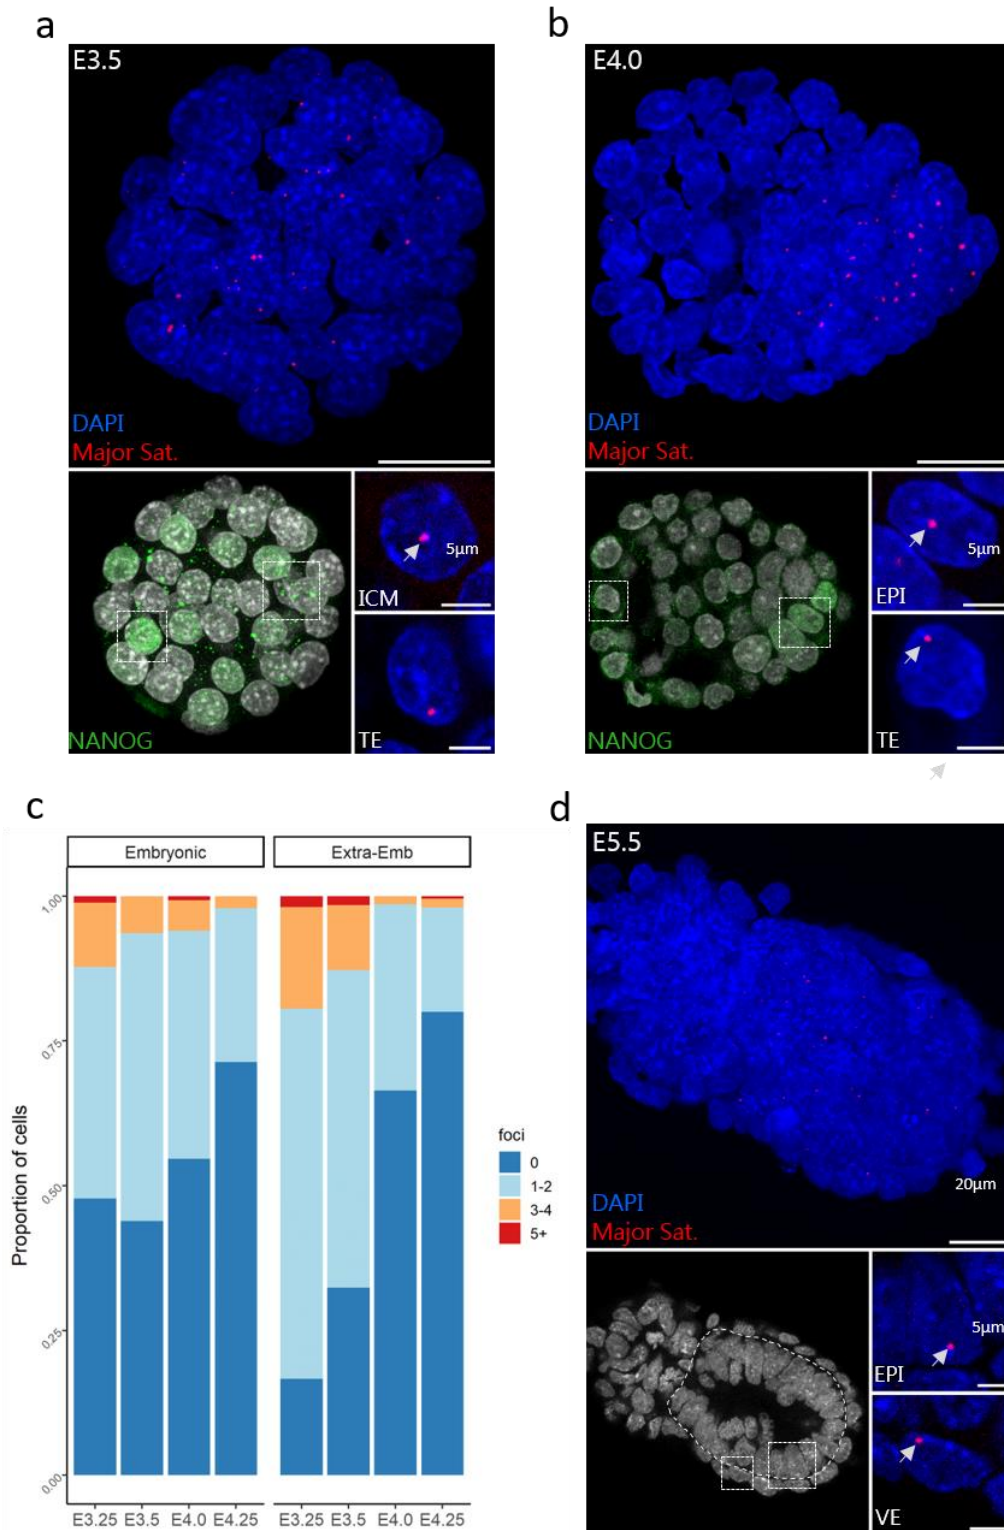 a
E3.5
DAPI
Major Sat.
NANOG
5µm
ICM
TE
b
E4.0
DAPI
Major Sat.
NANOG
5µm
EPI
TE
c
Embryonic
Extra-Emb
Proportion of cells
1.00
0.75
0.50
0.25
0.00
E3.25
E3.5
E4.0
E4.25
E3.25
E3.5
E4.0
E4.25
foci
0
1-2
3-4
5+
d
E5.5
20µm
DAPI
Major Sat.
5µm
EPI
VE